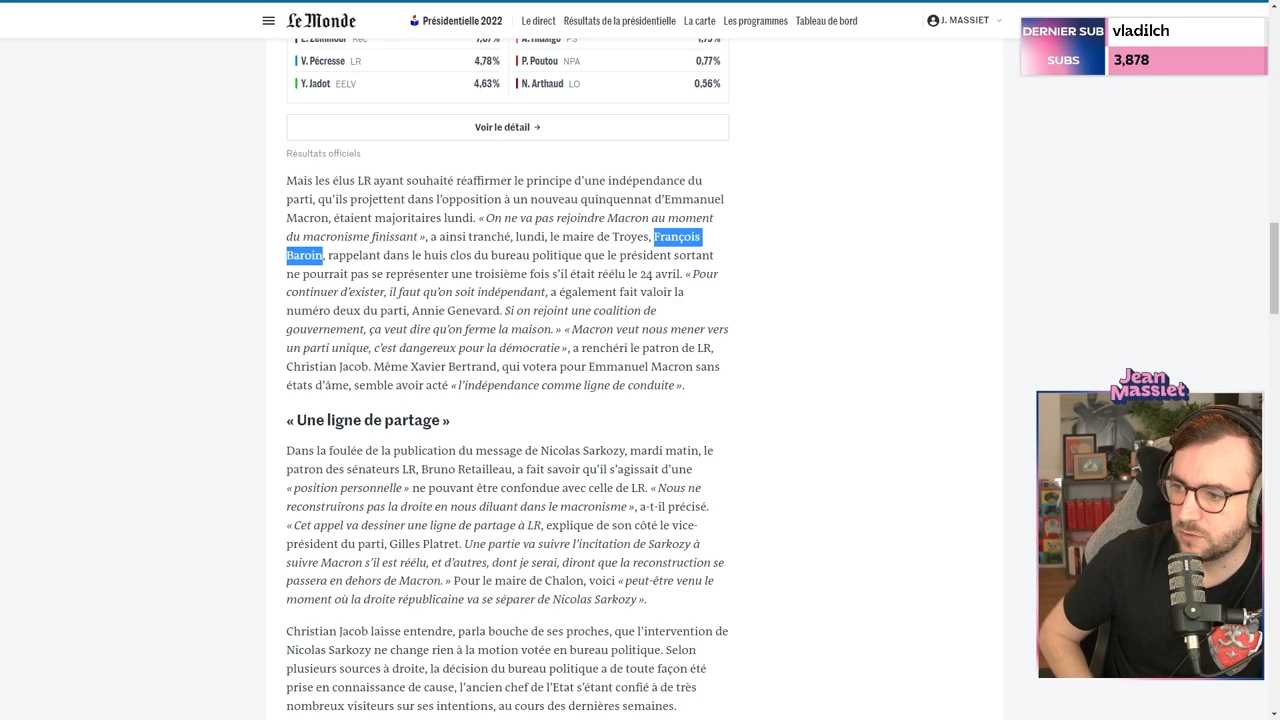 Le Monde
Présidentielle 2022
Le direct
Résultats de la présidentielle
La carte
Les programmes
Tableau de bord
J. MASSIET
DERNIER SUB
vladilch
SUBS
3,878
E. Zemmour Rec 7,07%
A. Hidalgo PS 1,75%
V. Pécresse LR 4,78%
P. Poutou NPA 0,77%
Y. Jadot EELV 4,63%
N. Arthaud LO 0,56%
Voir le détail →
Résultats officiels
Mais les élus LR ayant souhaité réaffirmer le principe d’une indépendance du
parti, qu’ils projettent dans l’opposition à un nouveau quinquennat d’Emmanuel
Macron, étaient majoritaires lundi. « On ne va pas rejoindre Macron au moment
du macronisme finissant », a ainsi tranché, lundi, le maire de Troyes, François
Baroin, rappelant dans le huis clos du bureau politique que le président sortant
ne pourrait pas se représenter une troisième fois s’il était réélu le 24 avril. « Pour
continuer d’exister, il faut qu’on soit indépendant, a également fait valoir la
numéro deux du parti, Annie Genevard. Si on rejoint une coalition de
gouvernement, ça veut dire qu’on ferme la maison. » « Macron veut nous mener vers
un parti unique, c’est dangereux pour la démocratie », a renchéri le patron de LR,
Christian Jacob. Même Xavier Bertrand, qui votera pour Emmanuel Macron sans
états d’âme, semble avoir acté « l’indépendance comme ligne de conduite ».
« Une ligne de partage »
Dans la foulée de la publication du message de Nicolas Sarkozy, mardi matin, le
patron des sénateurs LR, Bruno Retailleau, a fait savoir qu’il s’agissait d’une
« position personnelle » ne pouvant être confondue avec celle de LR. « Nous ne
reconstruirons pas la droite en nous diluant dans le macronisme », a-t-il précisé.
« Cet appel va dessiner une ligne de partage à LR, explique de son côté le vice-
président du parti, Gilles Platret. Une partie va suivre l’incitation de Sarkozy à
suivre Macron s’il est réélu, et d’autres, dont je serai, diront que la reconstruction se
passera en dehors de Macron. » Pour le maire de Chalon, voici « peut-être venu le
moment où la droite républicaine va se séparer de Nicolas Sarkozy ».
Christian Jacob laisse entendre, parla bouche de ses proches, que l’intervention de
Nicolas Sarkozy ne change rien à la motion votée en bureau politique. Selon
plusieurs sources à droite, la décision du bureau politique a de toute façon été
prise en connaissance de cause, l’ancien chef de l’Etat s’étant confié à de très
nombreux visiteurs sur ses intentions, au cours des dernières semaines.
Jean
Massiet